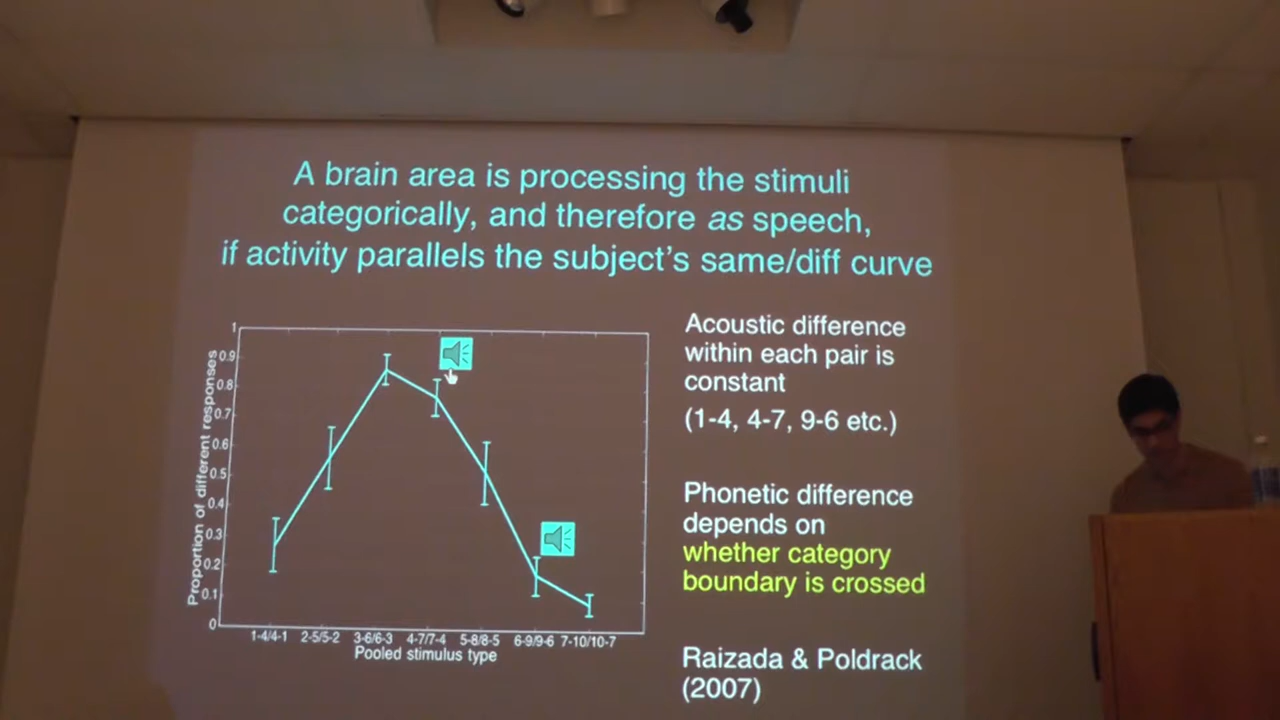 A brain area is processing the stimuli
categorically, and therefore as speech,
if activity parallels the subject's same/diff curve
Acoustic difference
within each pair is
constant
(1-4, 4-7, 9-6 etc.)
Phonetic difference
depends on
whether category
boundary is crossed
Raizada & Poldrack
(2007)
Proportion of different responses
1
0.9
0.8
0.7
0.6
0.5
0.4
0.3
0.2
0.1
0
1-4/4-1 2-5/5-2 3-6/6-3 4-7/7-4 5-8/8-5 6-9/9-6 7-10/10-7
Pooled stimulus type